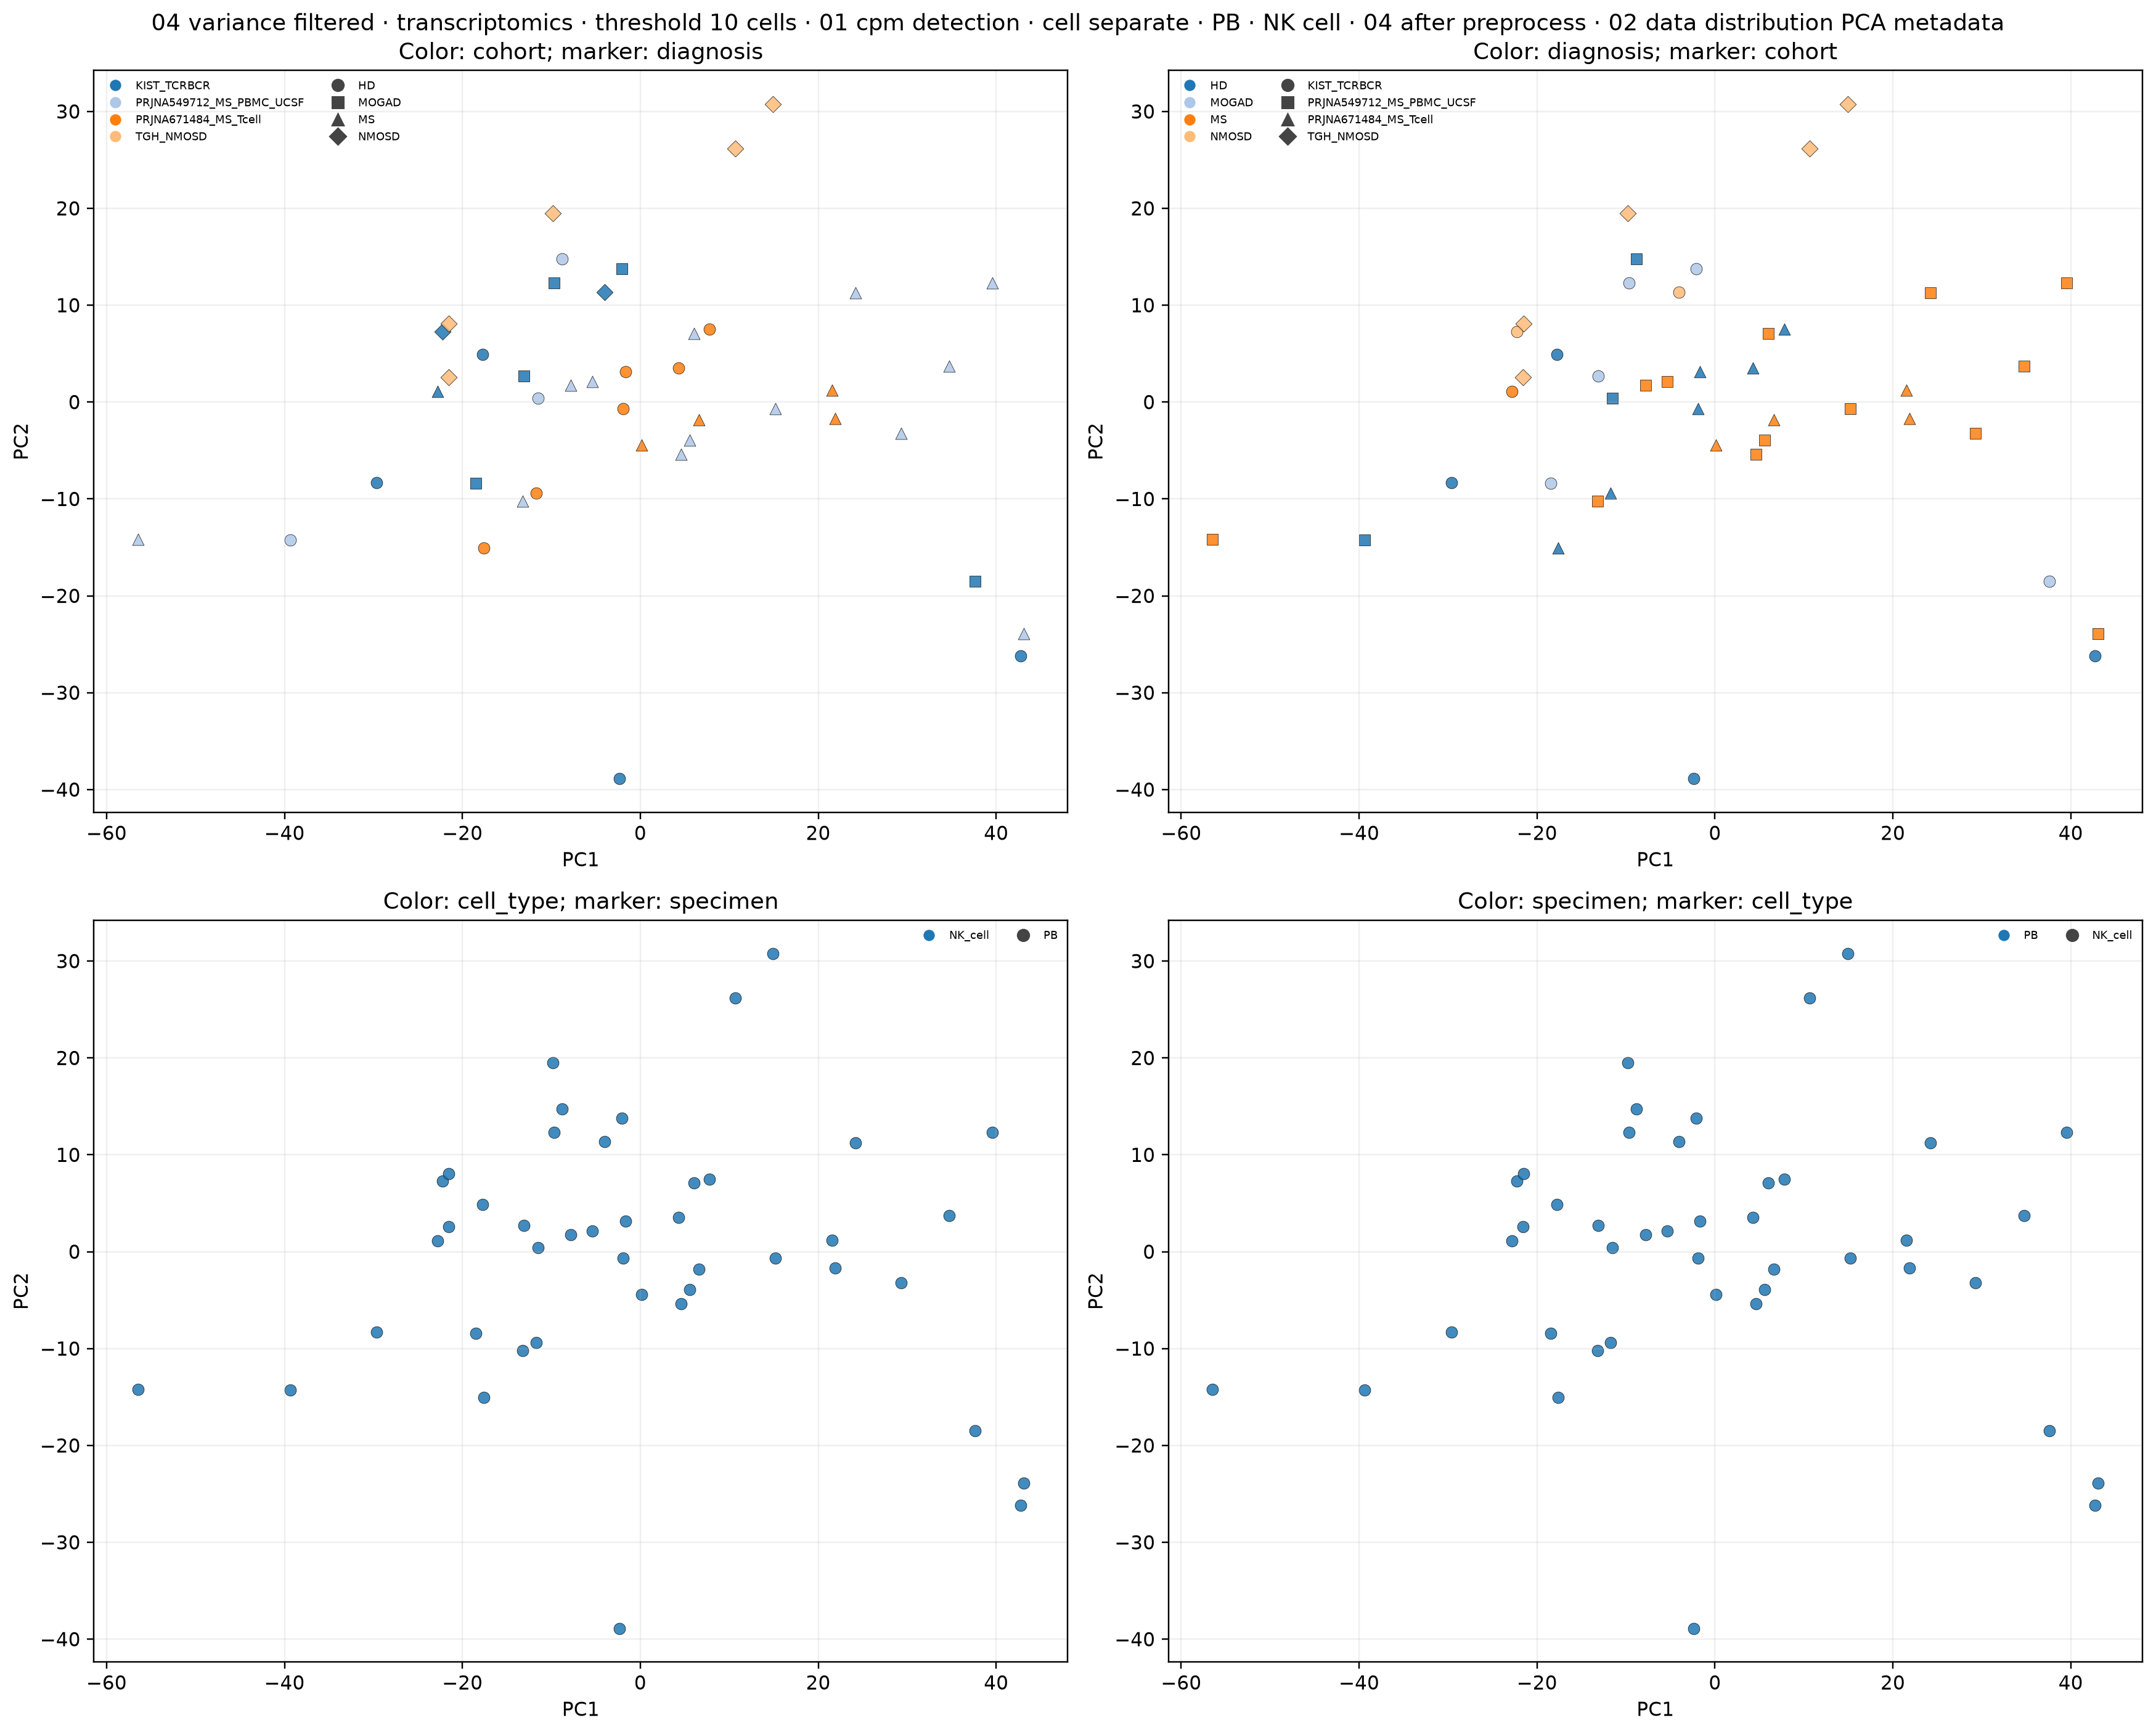 04 variance filtered · transcriptomics · threshold 10 cells · 01 cpm detection · cell separate · PB · NK cell · 04 after preprocess · 02 data distribution PCA metadata
Color: cohort; marker: diagnosis
KIST_TCRBCR
PRJNA549712_MS_PBMC_UCSF
PRJNA671484_MS_Tcell
TGH_NMOSD
HD
MOGAD
MS
NMOSD
30
20
10
0
−10
−20
−30
−40
PC2
−60 −40 −20 0 20 40
PC1
Color: diagnosis; marker: cohort
HD
MOGAD
MS
NMOSD
KIST_TCRBCR
PRJNA549712_MS_PBMC_UCSF
PRJNA671484_MS_Tcell
TGH_NMOSD
30
20
10
0
−10
−20
−30
−40
PC2
−60 −40 −20 0 20 40
PC1
Color: cell_type; marker: specimen
NK_cell PB
30
20
10
0
−10
−20
−30
−40
PC2
−60 −40 −20 0 20 40
PC1
Color: specimen; marker: cell_type
PB NK_cell
30
20
10
0
−10
−20
−30
−40
PC2
−60 −40 −20 0 20 40
PC1